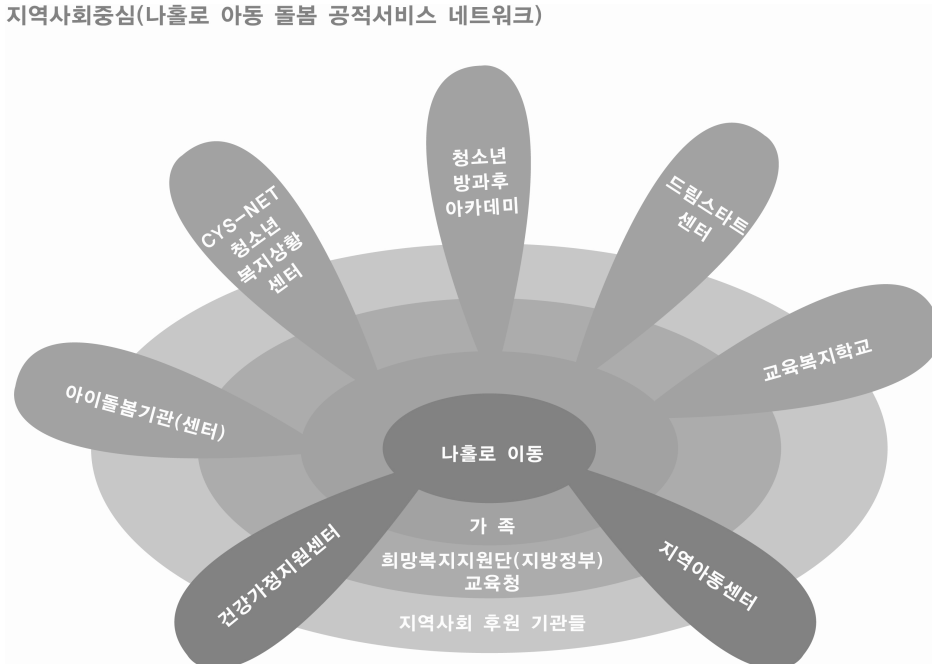 지역사회중심(나홀로 아동 돌봄 공적서비스 네트워크)
청소년
방과후
아카데미
드림스타트
센터
CYS-NET
청소년
복지상황
센터
교육복지학교
아이돌봄기관(센터)
나홀로 이동
가 족
희망복지지원단(지방정부)
교육청
지역사회 후원 기관들
건강가정지원센터
지역아동센터